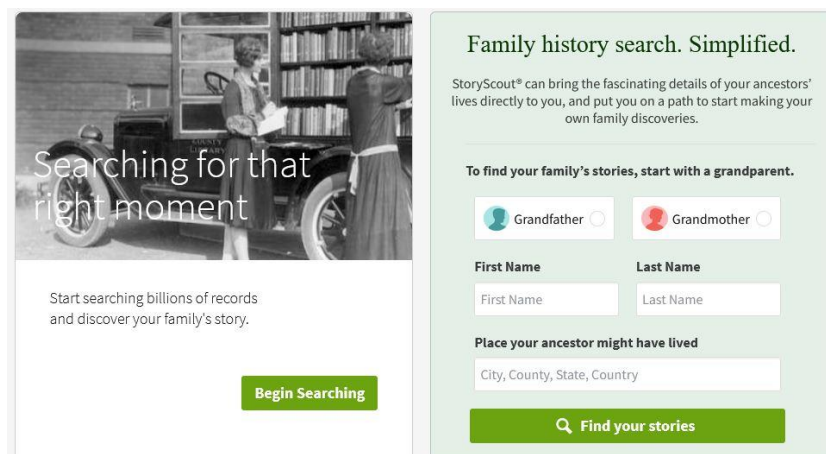 COUNTY
LIBRARY
Searching for that
right moment
Start searching billions of records
and discover your family's story.
Begin Searching
Family history search. Simplified.
StoryScout® can bring the fascinating details of your ancestors'
lives directly to you, and put you on a path to start making your
own family discoveries.
To find your family's stories, start with a grandparent.
Grandfather
Grandmother
First Name
Last Name
First Name
Last Name
Place your ancestor might have lived
City, County, State, Country
Find your stories